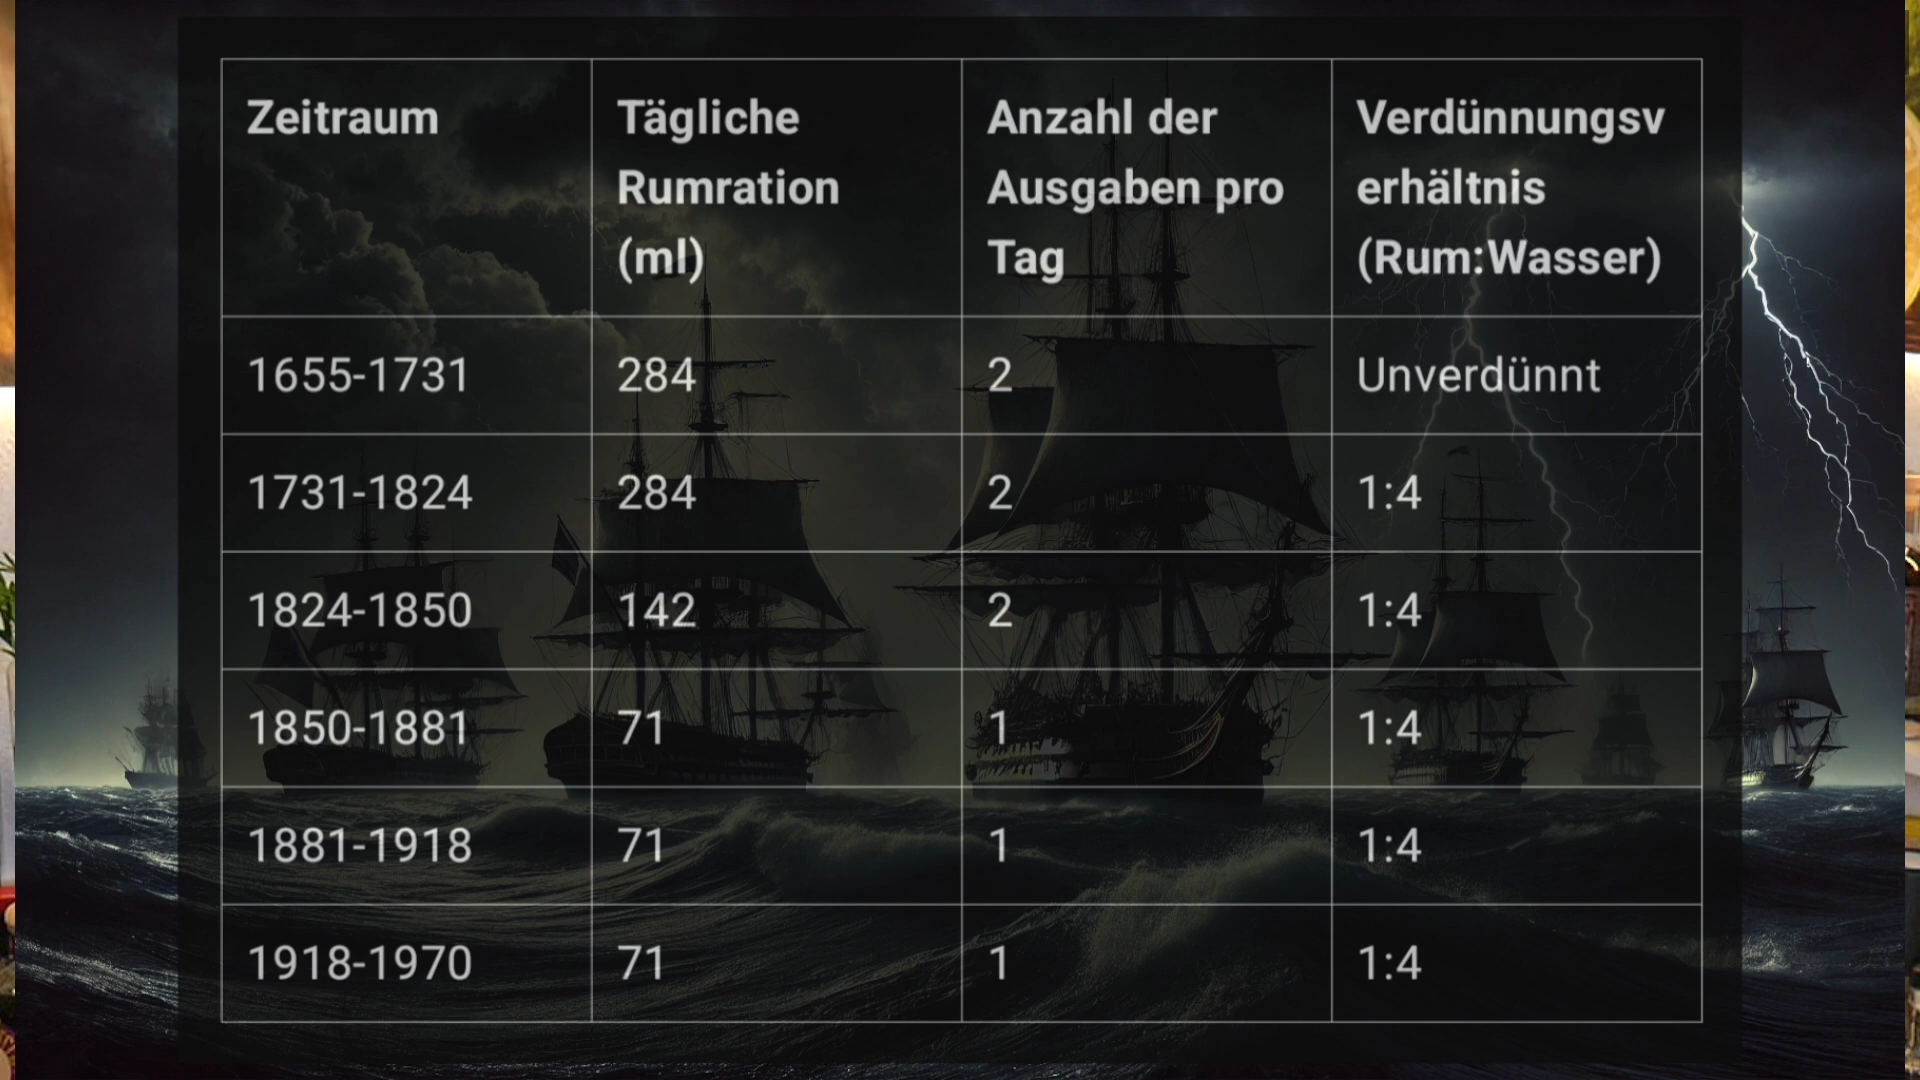 Zeitraum
Tägliche
Rumration
(ml)
Anzahl der
Ausgaben pro
Tag
Verdünnungsv
erhältnis
(Rum:Wasser)
1655-1731 284 2 Unverdünnt
1731-1824 284 2 1:4
1824-1850 142 2 1:4
1850-1881 71 1 1:4
1881-1918 71 1 1:4
1918-1970 71 1 1:4